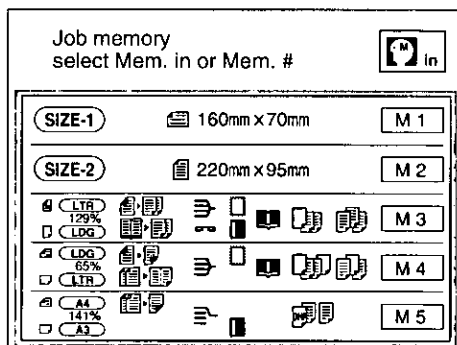 Job memory
select Mem. in or Mem. #
M In
SIZE-1 160mm x 70mm M 1
SIZE-2 220mm x 95mm M 2
LTR
129%
LDG
M 3
LDG
65%
LTR
M 4
A4
141%
A3
M 5